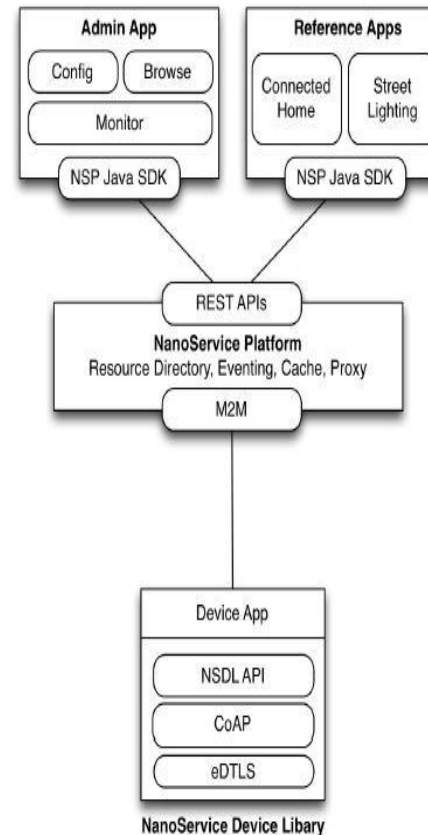 Admin App
Config
Browse
Monitor
NSP Java SDK
Reference Apps
Connected
Home
Street
Lighting
NSP Java SDK
REST APIs
NanoService Platform
Resource Directory, Eventing, Cache, Proxy
M2M
Device App
NSDL API
CoAP
eDTLS
NanoService Device Libary